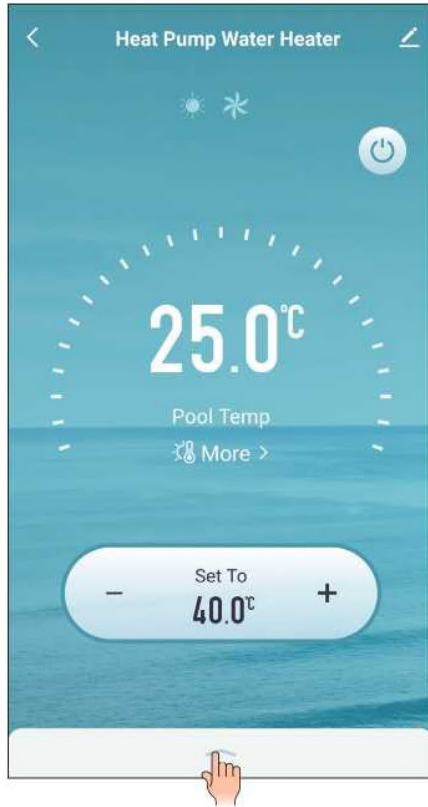 Heat Pump Water Heater
25.0℃
Pool Temp
More >
Set To
− 40.0℃ +